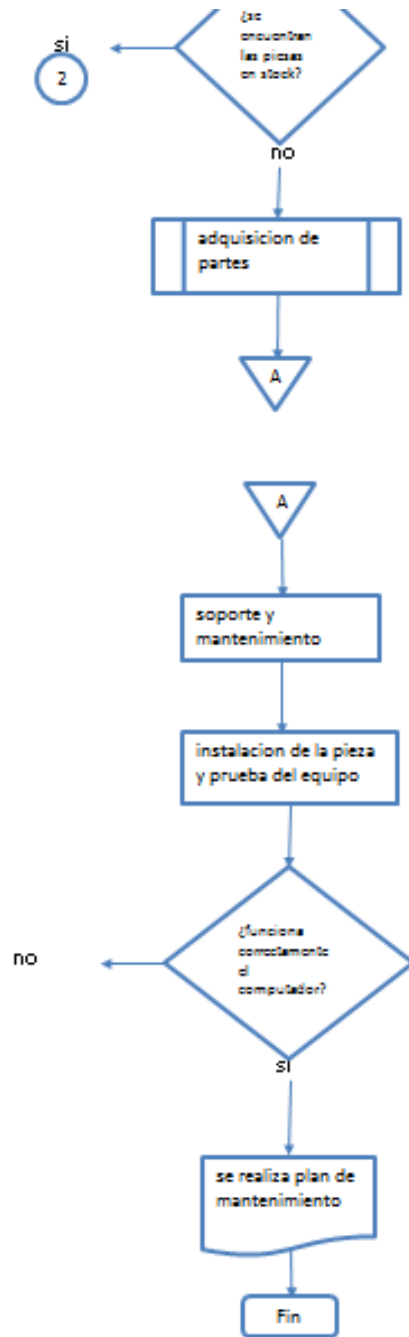 ¿se
encuentran
las piezas
en stock?
si
2
no
adquisicion de
partes
A
A
soporte y
mantenimiento
instalacion de la pieza
y prueba del equipo
¿funciona
correctamente
el
computador?
no
si
se realiza plan de
mantenimiento
Fin